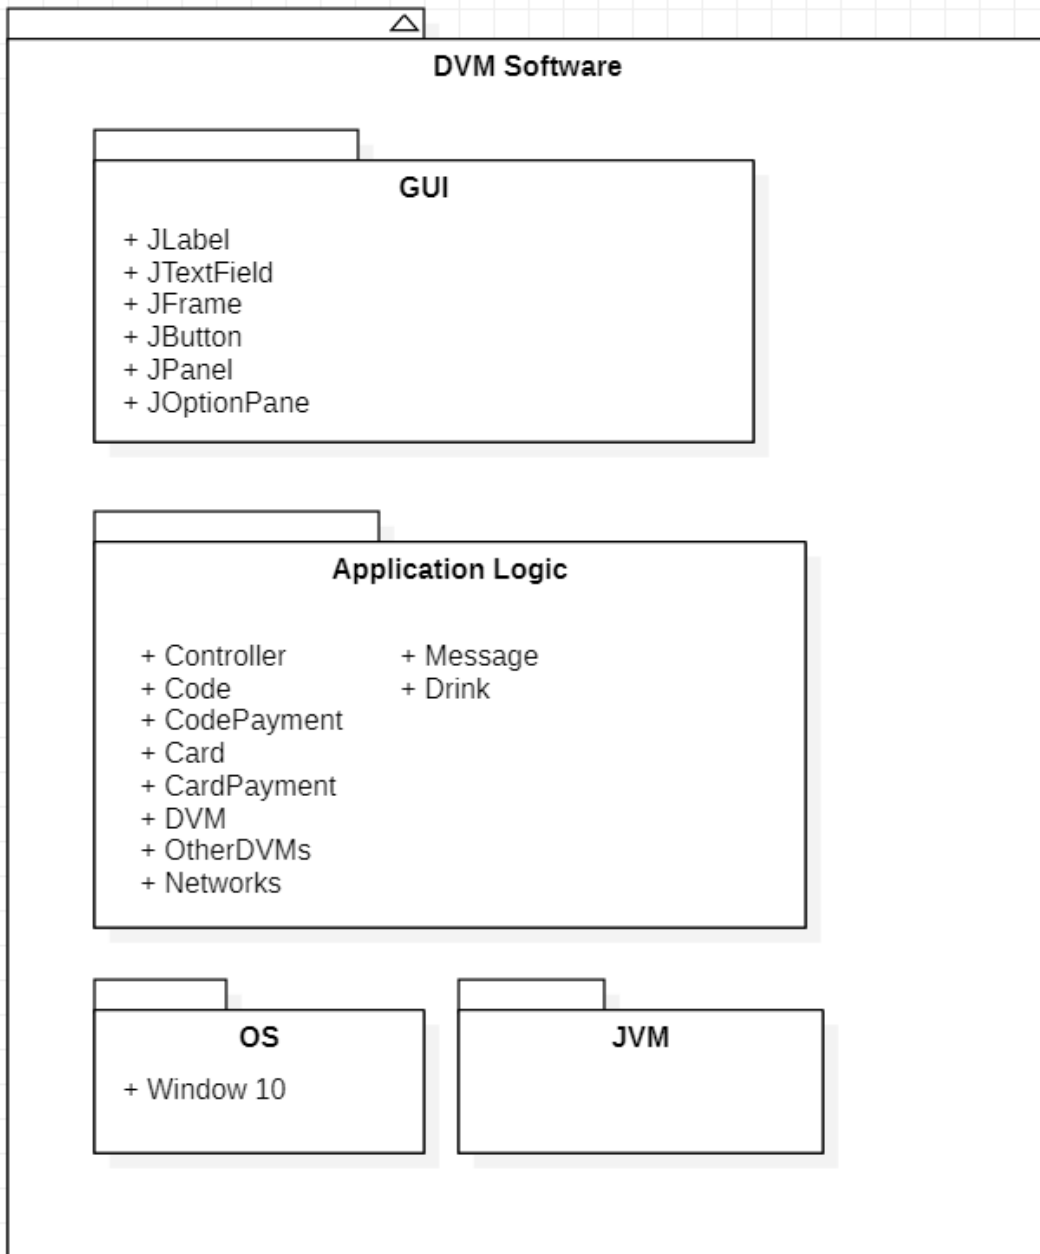 DVM Software
GUI
+ JLabel
+ JTextField
+ JFrame
+ JButton
+ JPanel
+ JOptionPane
Application Logic
+ Controller
+ Code
+ CodePayment
+ Card
+ CardPayment
+ DVM
+ OtherDVMs
+ Networks
+ Message
+ Drink
OS
+ Window 10
JVM